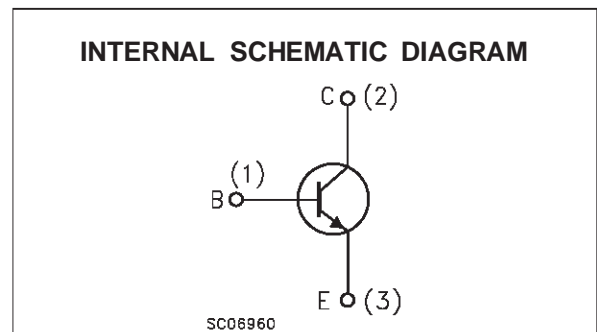 INTERNAL SCHEMATIC DIAGRAM
C (2)
(1)
B
E (3)
SC06960